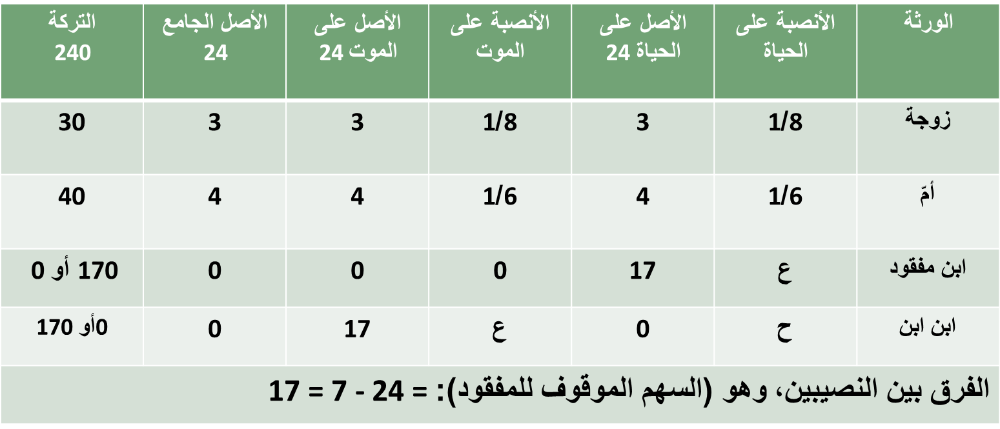 الورثة الأنصبة على الحياة الأصل على الحياة 24 الأنصبة على الموت الأصل على الموت 24 الأصل الجامع 24 التركة 240
زوجة 1/8 3 1/8 3 3 30
أمّ 1/6 4 1/6 4 4 40
ابن مفقود ع 17 0 0 0 170 أو 0
ابن ابن ح 0 ع 17 0 0أو 170
الفرق بين النصيبين، وهو (السهم الموقوف للمفقود): = 24 - 7 = 17